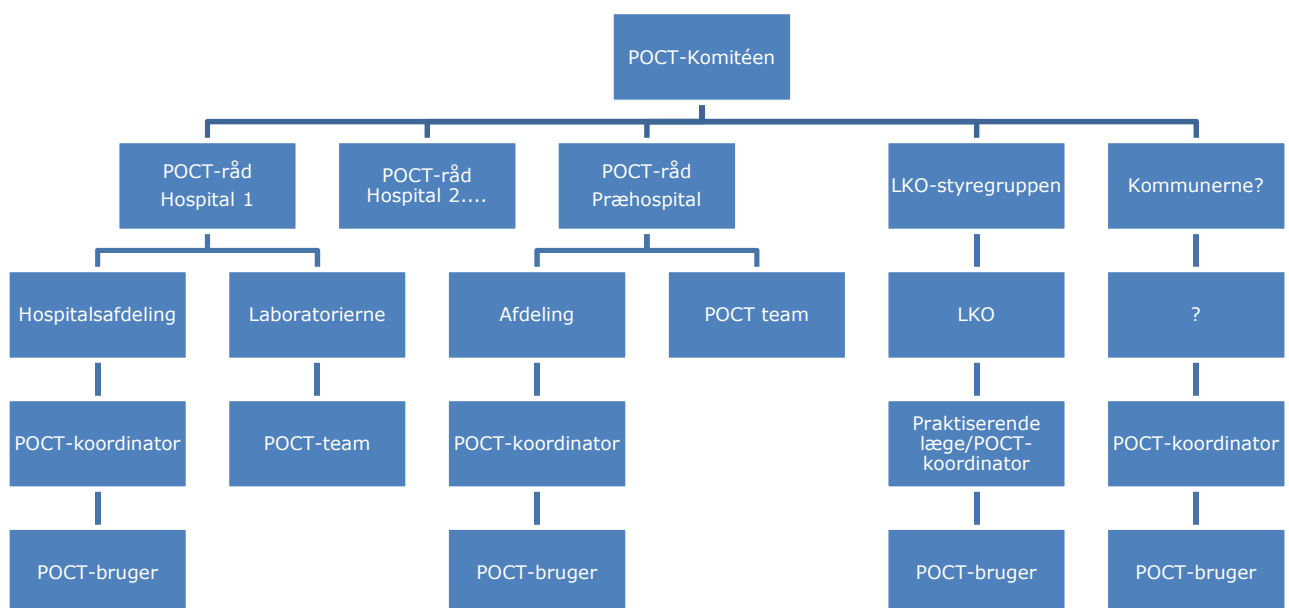 POCT-Komitéen
POCT-råd
Hospital 1
POCT-råd
Hospital 2....
POCT-råd
Præhospital
LKO-styregruppen
Kommunerne?
Hospitalsafdeling
Laboratorierne
Afdeling
POCT team
LKO
?
POCT-koordinator
POCT-team
POCT-koordinator
Praktiserende
læge/POCT-
koordinator
POCT-koordinator
POCT-bruger
POCT-bruger
POCT-bruger
POCT-bruger